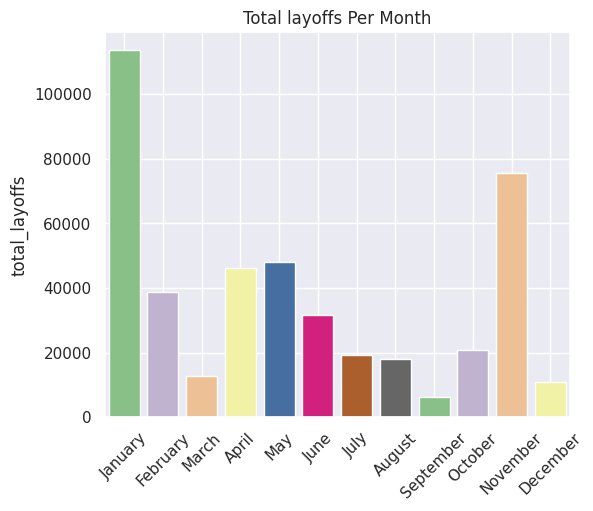 Total layoffs Per Month
total_layoffs
100000
80000
60000
40000
20000
0
January
February
March
April
May
June
July
August
September
October
November
December